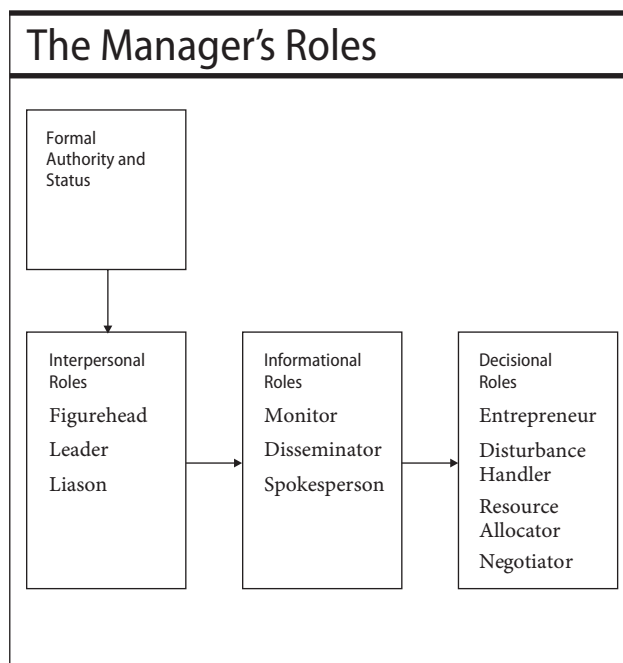 The Manager’s Roles
Formal
Authority and
Status
Interpersonal
Roles
Figurehead
Leader
Liason
Informational
Roles
Monitor
Disseminator
Spokesperson
Decisional
Roles
Entrepreneur
Disturbance
Handler
Resource
Allocator
Negotiator